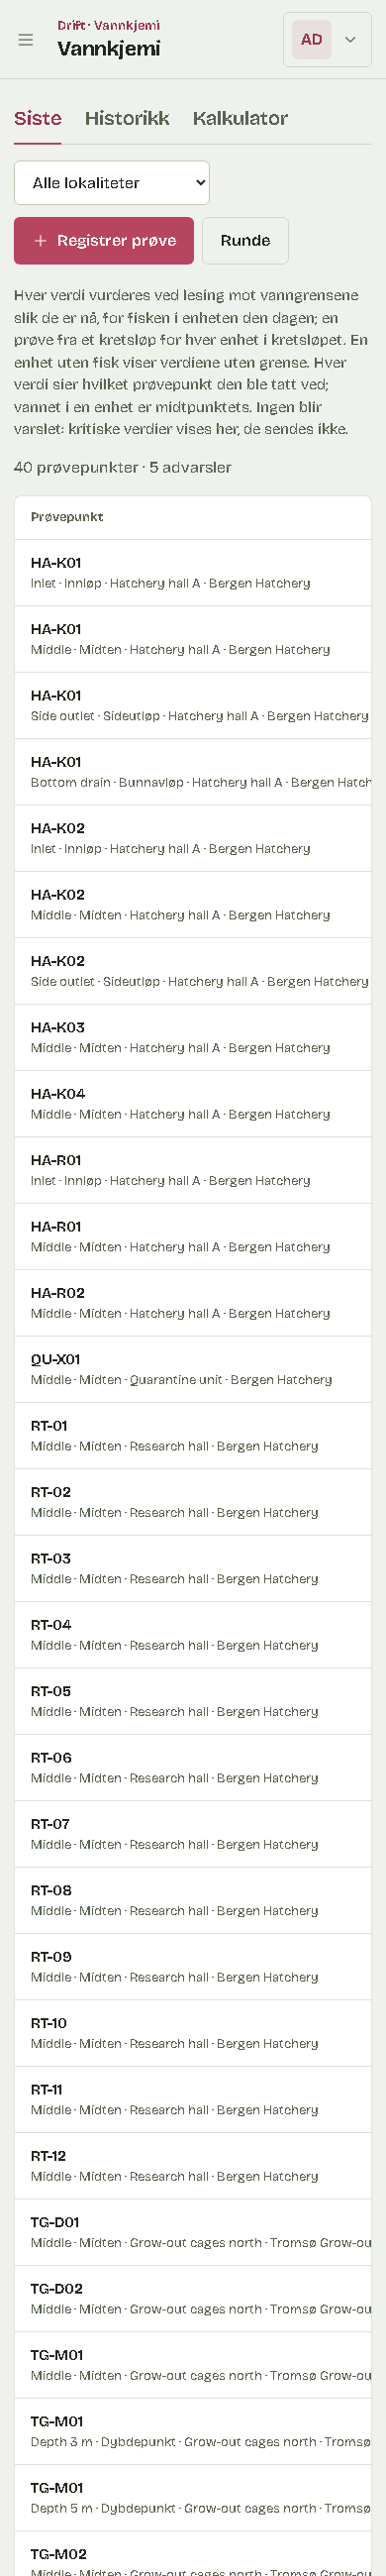 Drift · Vannkjemi
Vannkjemi
AD
Siste Historikk Kalkulator
Alle lokaliteter
+ Registrer prøve Runde
Hver verdi vurderes ved lesing mot vanngrensene
slik de er nå, for fisken i enheten den dagen; en
prøve fra et kretsløp for hver enhet i kretsløpet. En
enhet uten fisk viser verdiene uten grense. Hver
verdi sier hvilket prøvepunkt den ble tatt ved;
vannet i en enhet er midtpunktets. Ingen blir
varslet: kritiske verdier vises her, de sendes ikke.
40 prøvepunkter · 5 advarsler
Prøvepunkt
HA-K01
Inlet · Innløp · Hatchery hall A · Bergen Hatchery
HA-K01
Middle · Midten · Hatchery hall A · Bergen Hatchery
HA-K01
Side outlet · Sideutløp · Hatchery hall A · Bergen Hatchery
HA-K01
Bottom drain · Bunnavløp · Hatchery hall A · Bergen Hatch
HA-K02
Inlet · Innløp · Hatchery hall A · Bergen Hatchery
HA-K02
Middle · Midten · Hatchery hall A · Bergen Hatchery
HA-K02
Side outlet · Sideutløp · Hatchery hall A · Bergen Hatchery
HA-K03
Middle · Midten · Hatchery hall A · Bergen Hatchery
HA-K04
Middle · Midten · Hatchery hall A · Bergen Hatchery
HA-R01
Inlet · Innløp · Hatchery hall A · Bergen Hatchery
HA-R01
Middle · Midten · Hatchery hall A · Bergen Hatchery
HA-R02
Middle · Midten · Hatchery hall A · Bergen Hatchery
QU-X01
Middle · Midten · Quarantine unit · Bergen Hatchery
RT-01
Middle · Midten · Research hall · Bergen Hatchery
RT-02
Middle · Midten · Research hall · Bergen Hatchery
RT-03
Middle · Midten · Research hall · Bergen Hatchery
RT-04
Middle · Midten · Research hall · Bergen Hatchery
RT-05
Middle · Midten · Research hall · Bergen Hatchery
RT-06
Middle · Midten · Research hall · Bergen Hatchery
RT-07
Middle · Midten · Research hall · Bergen Hatchery
RT-08
Middle · Midten · Research hall · Bergen Hatchery
RT-09
Middle · Midten · Research hall · Bergen Hatchery
RT-10
Middle · Midten · Research hall · Bergen Hatchery
RT-11
Middle · Midten · Research hall · Bergen Hatchery
RT-12
Middle · Midten · Research hall · Bergen Hatchery
TG-D01
Middle · Midten · Grow-out cages north · Tromsø Grow-ou
TG-D02
Middle · Midten · Grow-out cages north · Tromsø Grow-ou
TG-M01
Middle · Midten · Grow-out cages north · Tromsø Grow-ou
TG-M01
Depth 3 m · Dybdepunkt · Grow-out cages north · Tromsø
TG-M01
Depth 5 m · Dybdepunkt · Grow-out cages north · Tromsø
TG-M02
Middle · Midten · Grow-out cages north · Tromsø Grow-ou